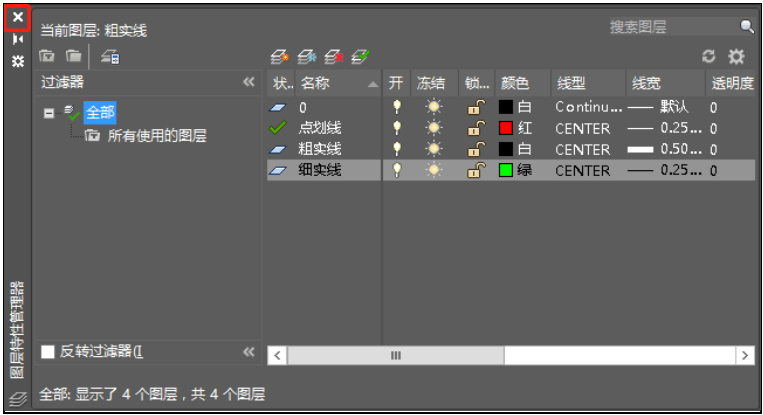 当前图层: 粗实线
搜索图层
过滤器
状.. 名称 开 冻结 锁... 颜色 线型 线宽 透明度
全部
所有使用的图层
0 白 Continu... 默认 0
点划线 红 CENTER 0.25... 0
粗实线 白 CENTER 0.50... 0
细实线 绿 CENTER 0.25... 0
反转过滤器(I
全部: 显示了 4 个图层 , 共 4 个图层
图层特性管理器